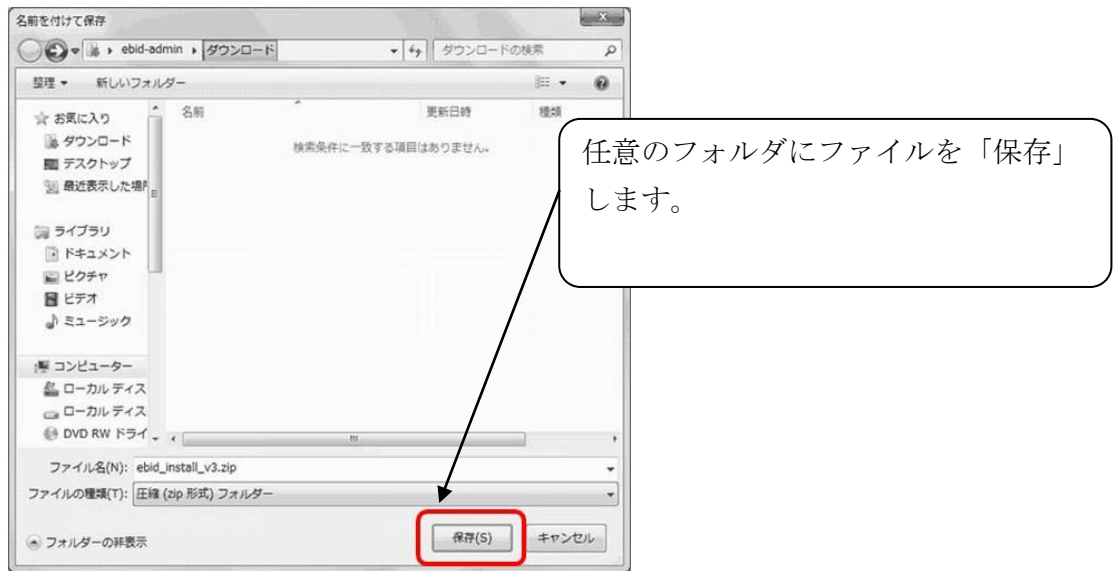 名前を付けて保存
ebid-admin ダウンロード
ダウンロードの検索
整理 新しいフォルダー
名前 更新日時 種類
検索条件に一致する項目はありません。
お気に入り
ダウンロード
デスクトップ
最近表示した場所
ライブラリ
ドキュメント
ピクチャ
ビデオ
ミュージック
コンピューター
ローカル ディス
ローカル ディス
DVD RW ドライ
任意のフォルダにファイルを「保存」
します。
ファイル名(N): ebid_install_v3.zip
ファイルの種類(T): 圧縮 (zip 形式) フォルダー
フォルダーの非表示
保存(S) キャンセル